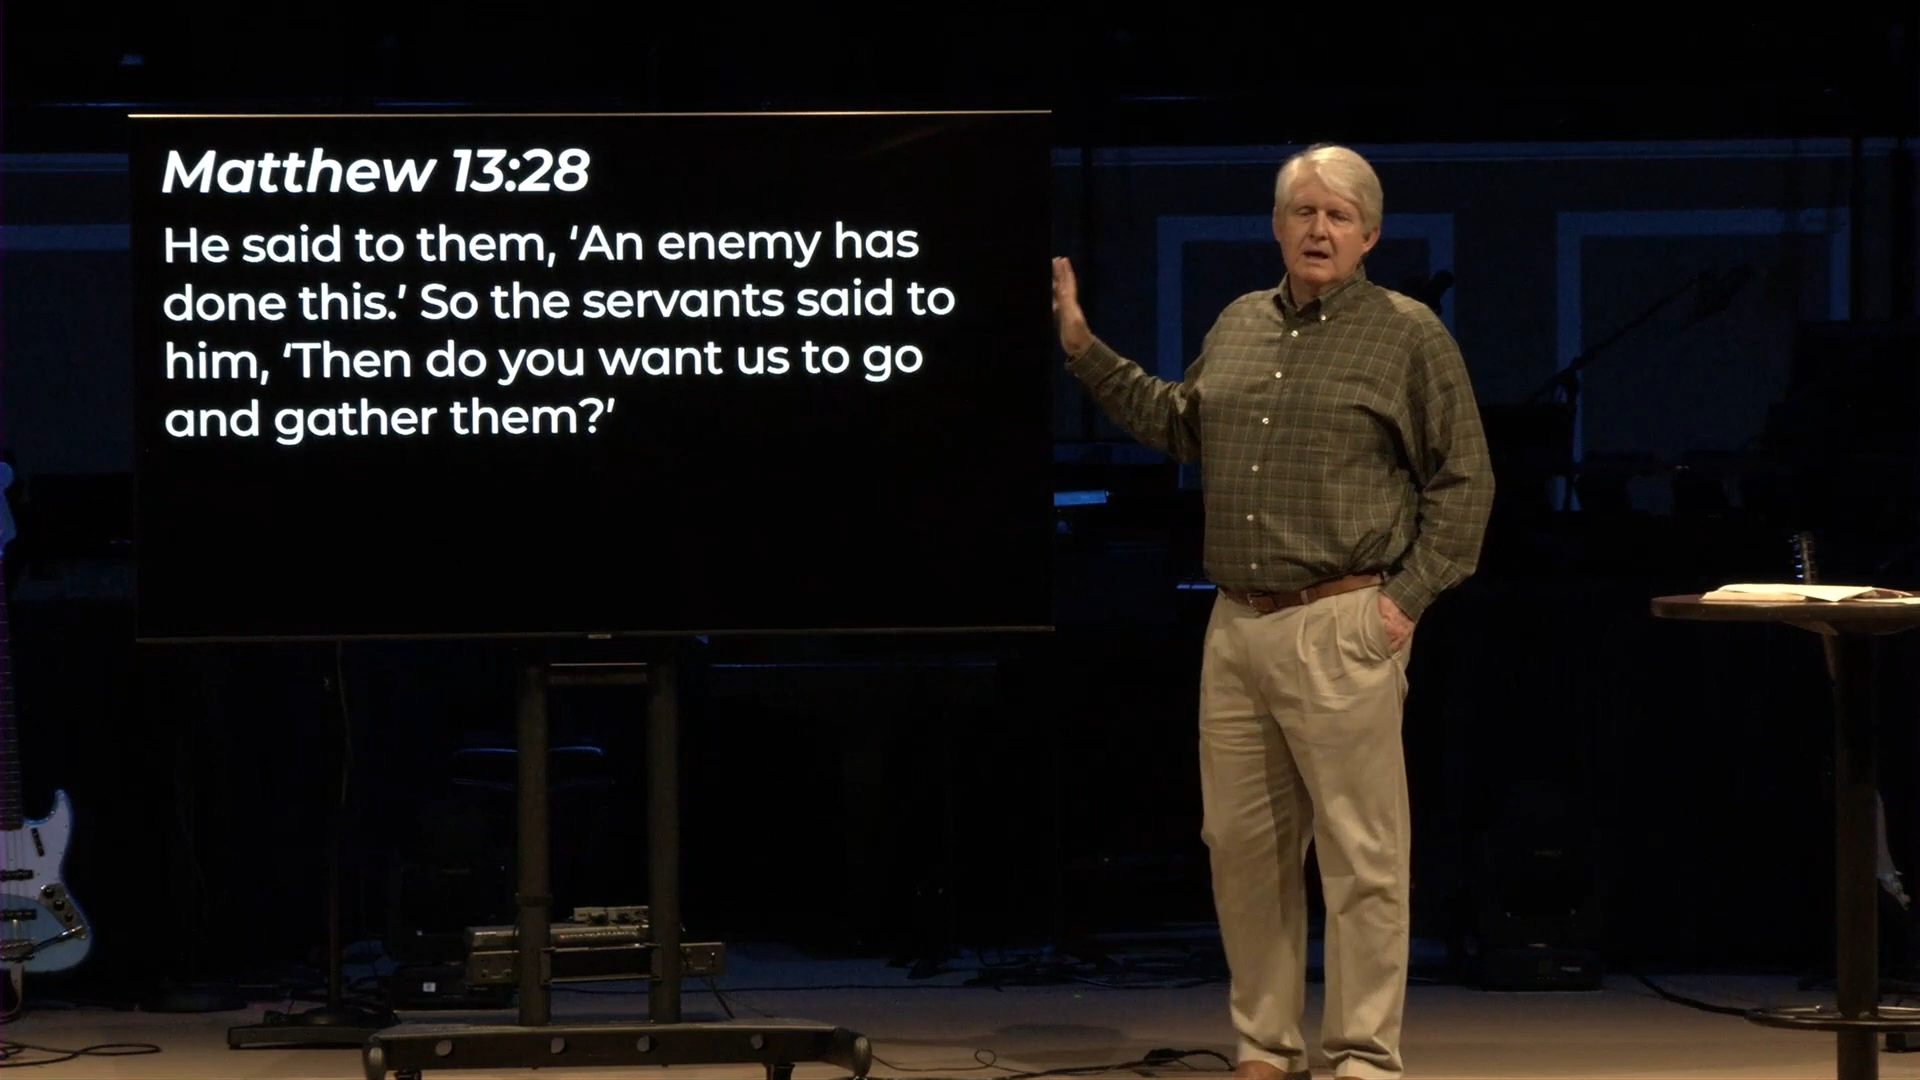 Matthew 13:28
He said to them, ‘An enemy has
done this.’ So the servants said to
him, ‘Then do you want us to go
and gather them?’